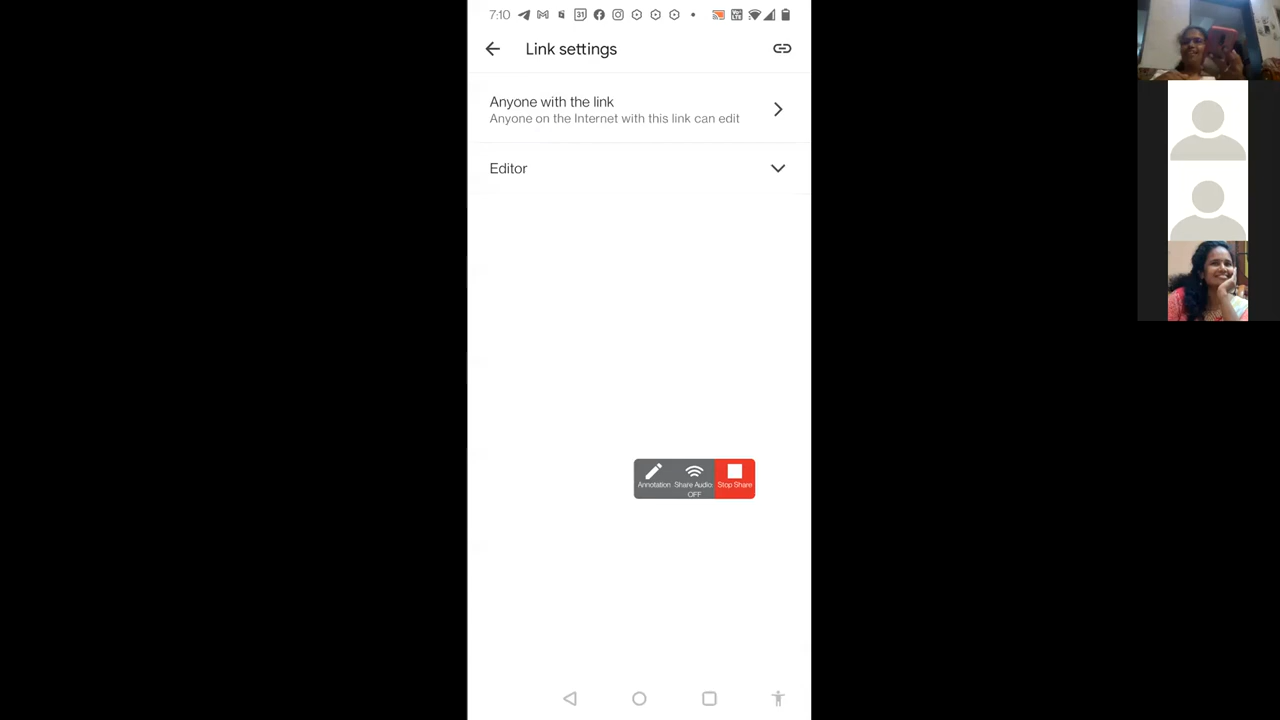 7:10
31
Link settings
Anyone with the link
Anyone on the Internet with this link can edit
Editor
Annotation
Share Audio:
OFF
Stop Share